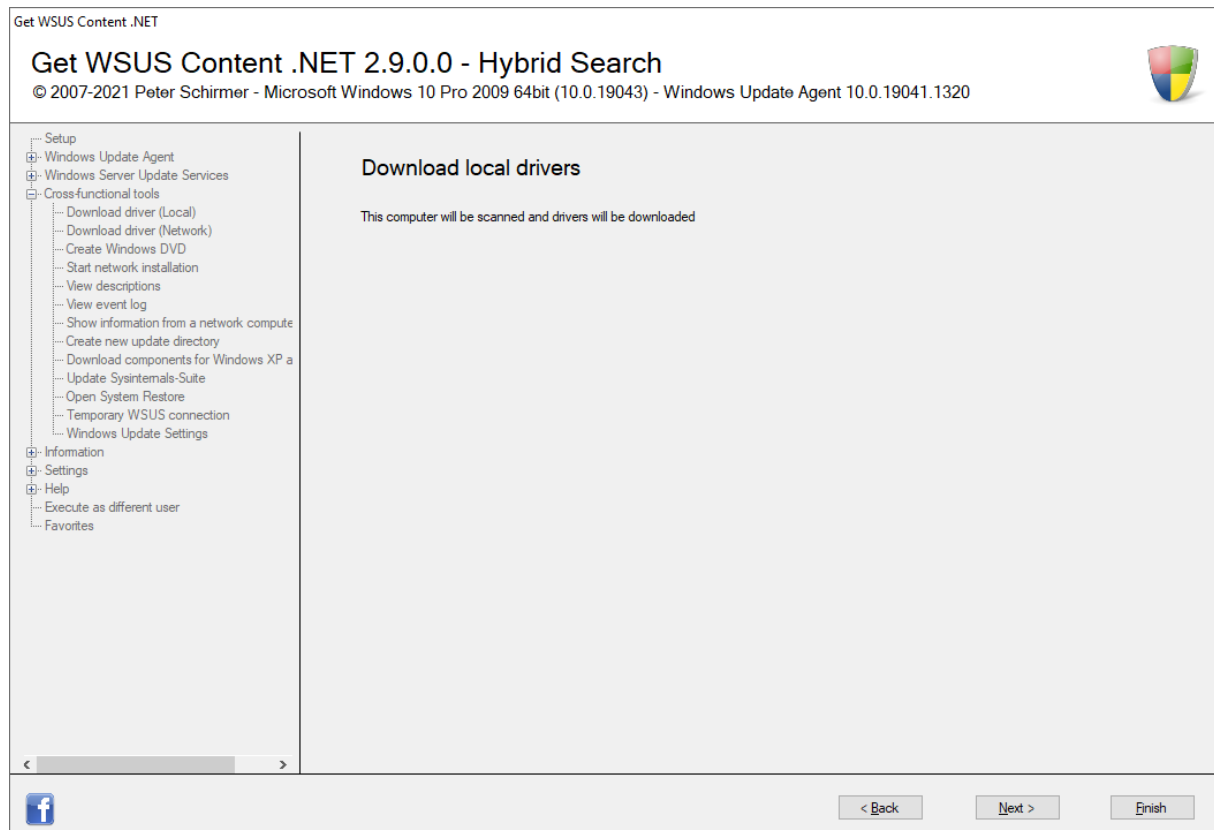 Get WSUS Content .NET
Get WSUS Content .NET 2.9.0.0 - Hybrid Search
© 2007-2021 Peter Schirmer - Microsoft Windows 10 Pro 2009 64bit (10.0.19043) - Windows Update Agent 10.0.19041.1320
Setup
Windows Update Agent
Windows Server Update Services
Cross-functional tools
Download driver (Local)
Download driver (Network)
Create Windows DVD
Start network installation
View descriptions
View event log
Show information from a network compute
Create new update directory
Download components for Windows XP a
Update Sysinternals-Suite
Open System Restore
Temporary WSUS connection
Windows Update Settings
Information
Settings
Help
Execute as different user
Favorites
Download local drivers
This computer will be scanned and drivers will be downloaded
f
< Back
Next >
Finish